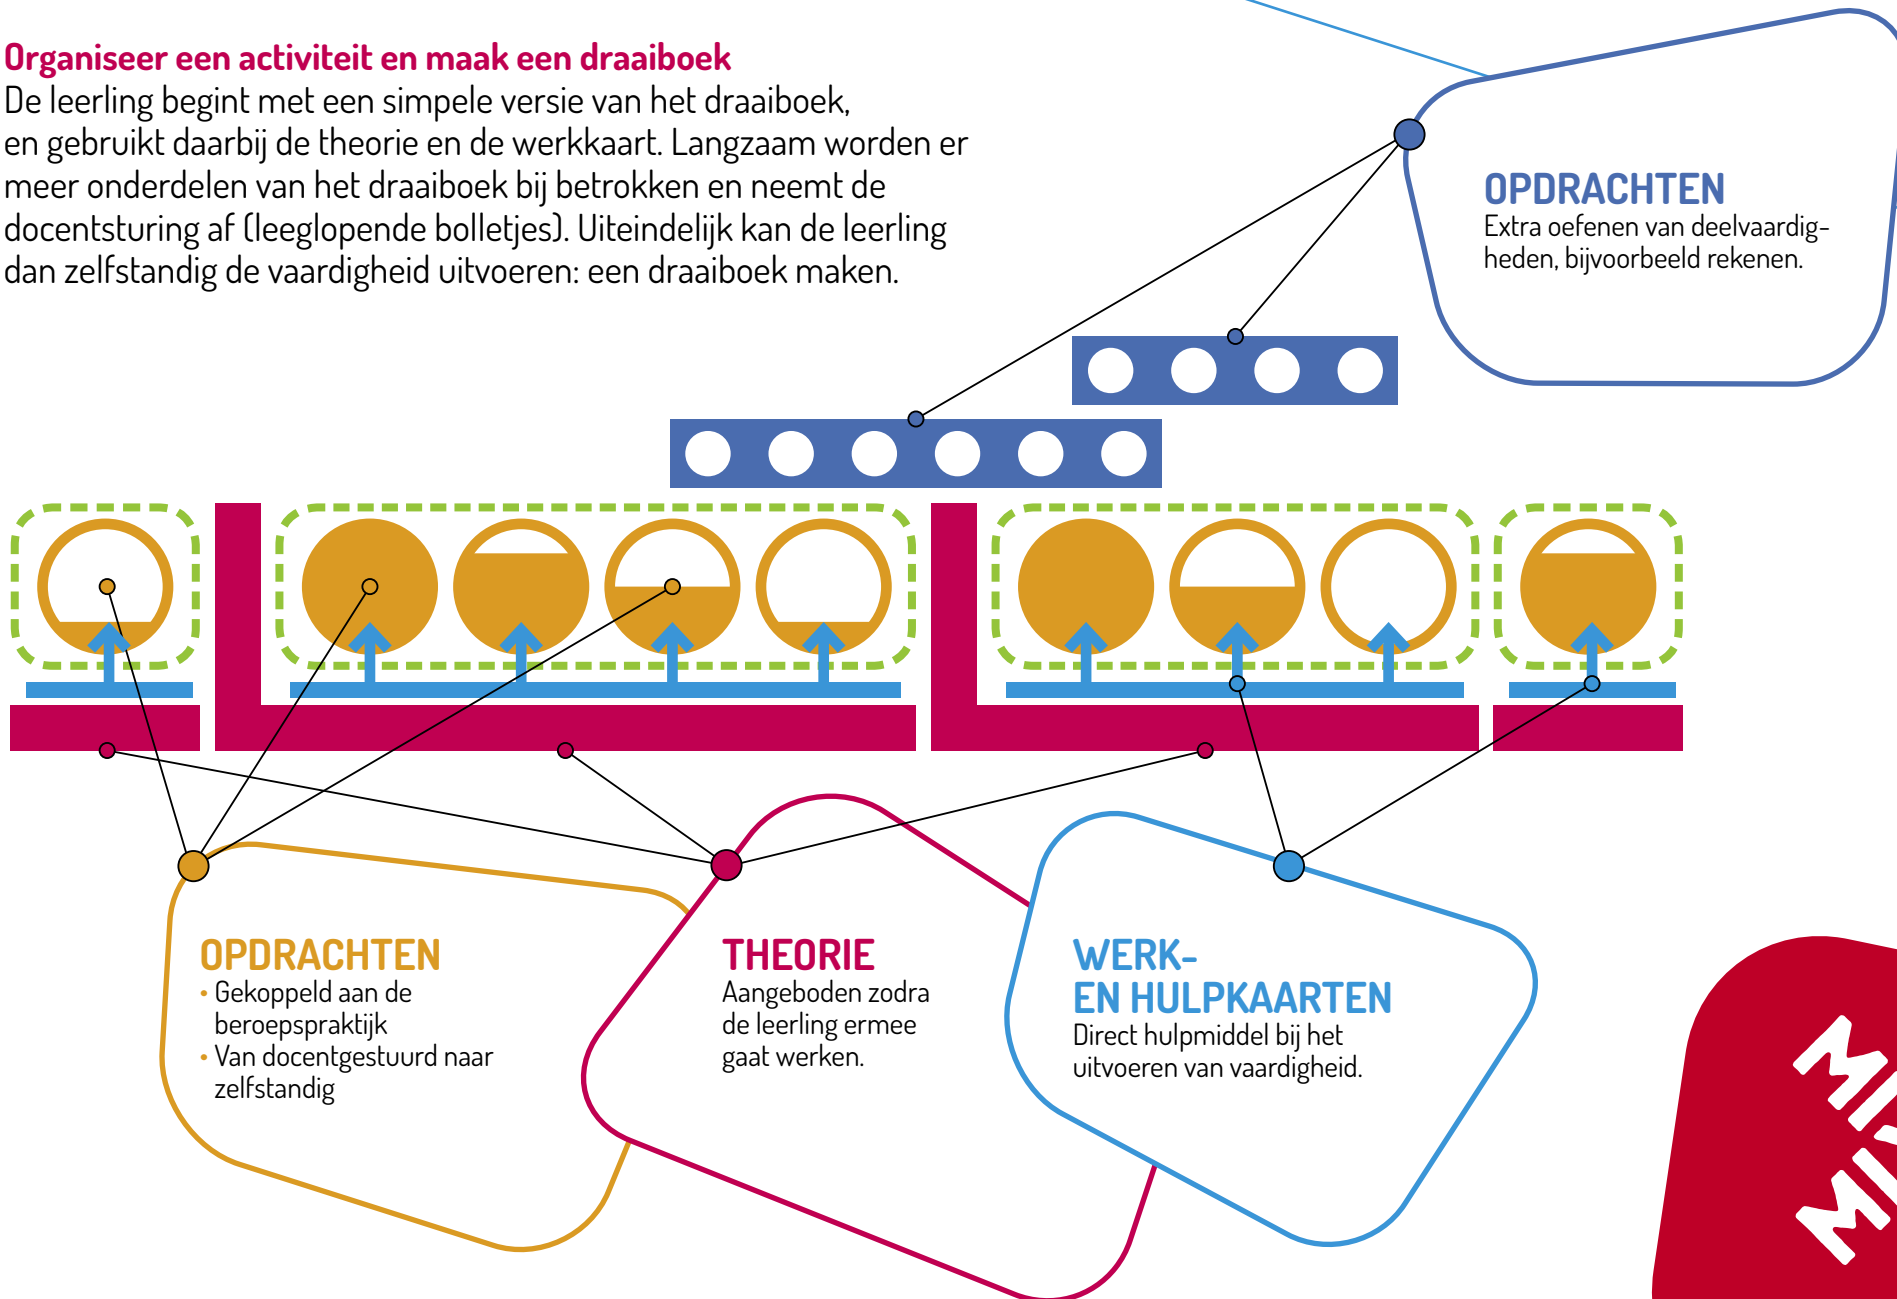 Organiseer een activiteit en maak een draaiboek
De leerling begint met een simpele versie van het draaiboek,
en gebruikt daarbij de theorie en de werkkaart. Langzaam worden er
meer onderdelen van het draaiboek bij betrokken en neemt de
docentsturing af (leeglopende bolletjes). Uiteindelijk kan de leerling
dan zelfstandig de vaardigheid uitvoeren: een draaiboek maken.
OPDRACHTEN
Extra oefenen van deelvaardig-
heden, bijvoorbeeld rekenen.
OPDRACHTEN
• Gekoppeld aan de
beroepspraktijk
• Van docentgestuurd naar
zelfstandig
THEORIE
Aangeboden zodra
de leerling ermee
gaat werken.
WERK-
EN HULPKAARTEN
Direct hulpmiddel bij het
uitvoeren van vaardigheid.